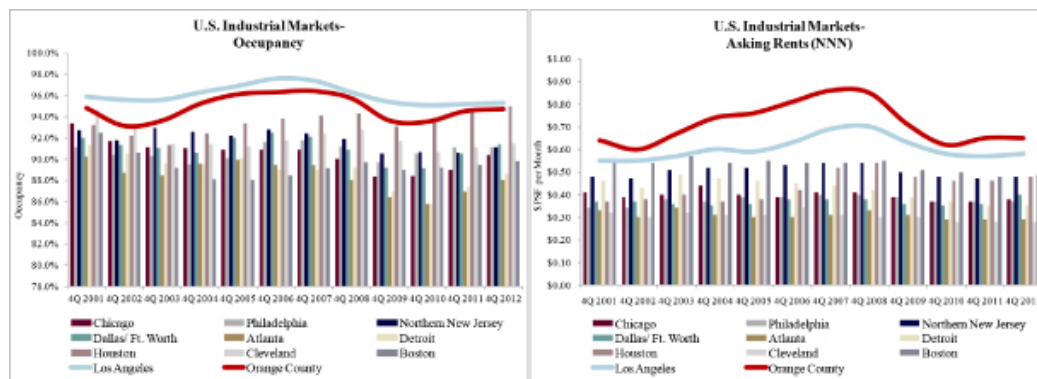 U.S. Industrial Markets-
Occupancy
100.0%
98.0%
96.0%
94.0%
92.0%
90.0%
88.0%
86.0%
84.0%
82.0%
80.0%
78.0%
Occupancy
4Q 2001 4Q 2002 4Q 2003 4Q 2004 4Q 2005 4Q 2006 4Q 2007 4Q 2008 4Q 2009 4Q 2010 4Q 2011 4Q 2012
Chicago Philadelphia Northern New Jersey
Dallas/ Ft. Worth Atlanta Detroit
Houston Cleveland Boston
Los Angeles Orange County
U.S. Industrial Markets-
Asking Rents (NNN)
$1.00
$0.90
$0.80
$0.70
$0.60
$0.50
$0.40
$0.30
$0.20
$0.10
$0.00
$ PSF per Month
4Q 2001 4Q 2002 4Q 2003 4Q 2004 4Q 2005 4Q 2006 4Q 2007 4Q 2008 4Q 2009 4Q 2010 4Q 2011 4Q 201
Chicago Philadelphia Northern New Jersey
Dallas/ Ft. Worth Atlanta Detroit
Houston Cleveland Boston
Los Angeles Orange County